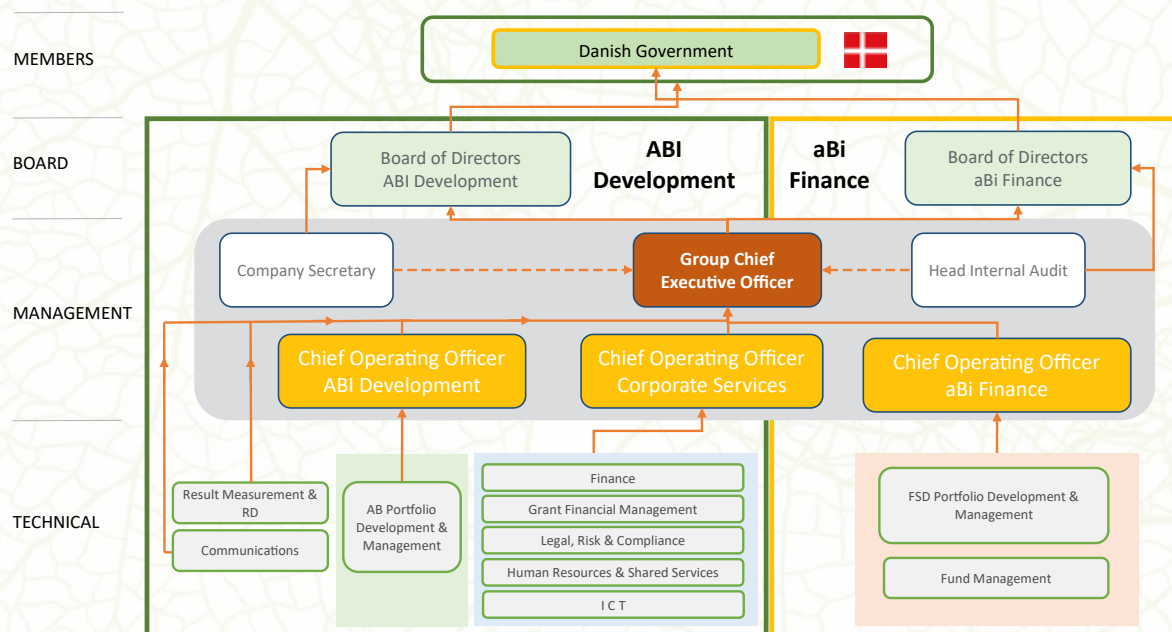 MEMBERS
Danish Government
BOARD
Board of Directors
ABI Development
ABI
Development
aBi
Finance
Board of Directors
aBi Finance
MANAGEMENT
Company Secretary
Group Chief
Executive Officer
Head Internal Audit
Chief Operating Officer
ABI Development
Chief Operating Officer
Corporate Services
Chief Operating Officer
aBi Finance
TECHNICAL
Result Measurement &
RD
Communications
AB Portfolio
Development &
Management
Finance
Grant Financial Management
Legal, Risk & Compliance
Human Resources & Shared Services
I C T
FSD Portfolio Development &
Management
Fund Management